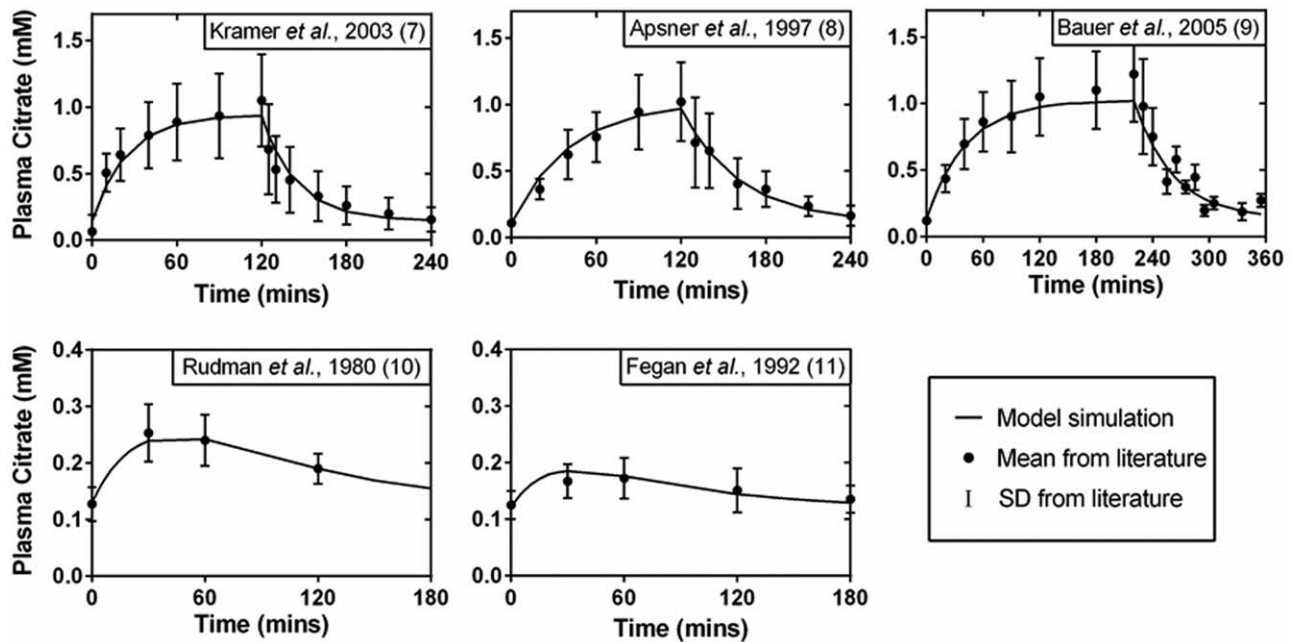 Kramer et al., 2003 (7)
Plasma Citrate (mM)
1.5
1.0
0.5
0.0
0 60 120 180 240
Time (mins)
Apsner et al., 1997 (8)
1.5
1.0
0.5
0.0
0 60 120 180 240
Time (mins)
Bauer et al., 2005 (9)
1.5
1.0
0.5
0.0
0 60 120 180 240 300 360
Time (mins)
Rudman et al., 1980 (10)
Plasma Citrate (mM)
0.4
0.3
0.2
0.1
0.0
0 60 120 180
Time (mins)
Fegan et al., 1992 (11)
0.4
0.3
0.2
0.1
0.0
0 60 120 180
Time (mins)
Model simulation
Mean from literature
SD from literature